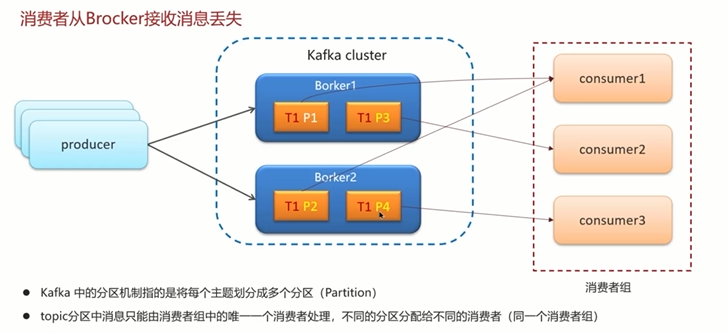 消费者从Brocker接收消息丢失
Kafka cluster
Borker1
T1 P1
T1 P3
producer
Borker2
T1 P2
T1 P4
consumer1
consumer2
consumer3
消费者组
Kafka 中的分区机制指的是将每个主题划分成多个分区（Partition）
topic分区中消息只能由消费者组中的唯一一个消费者处理，不同的分区分配给不同的消费者（同一个消费者组）